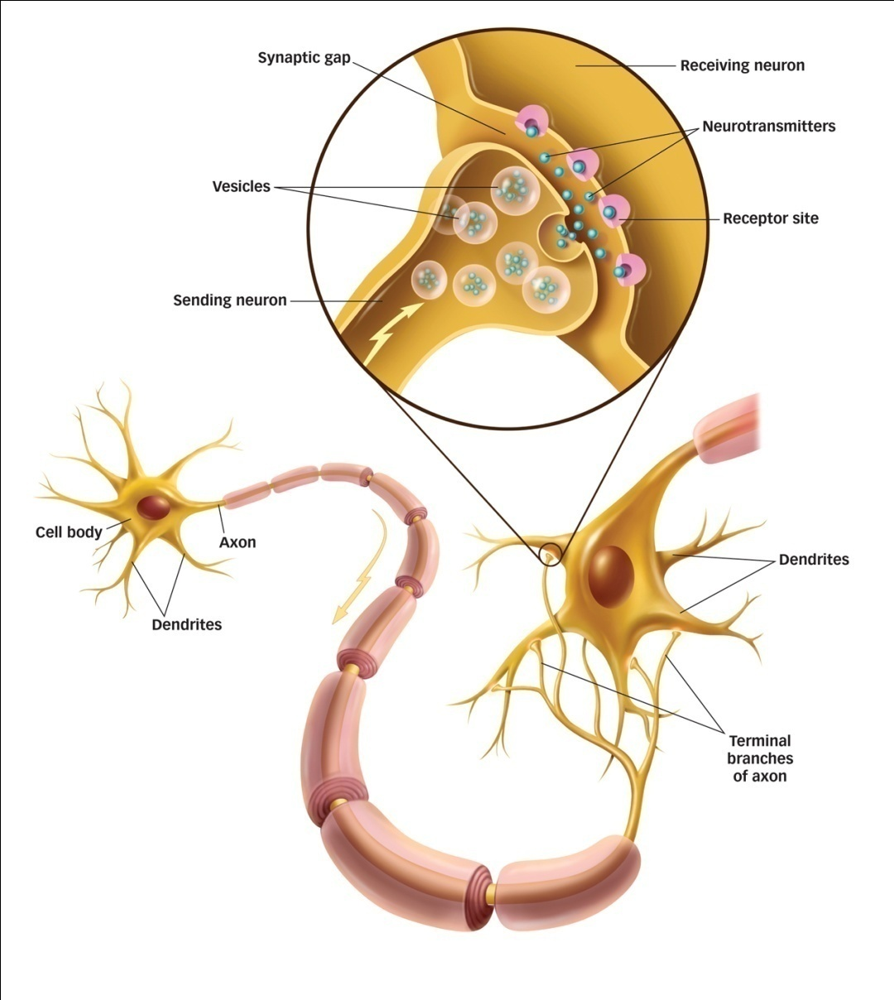 Synaptic gap
Receiving neuron
Neurotransmitters
Vesicles
Receptor site
Sending neuron
Cell body
Axon
Dendrites
Dendrites
Terminal
branches
of axon